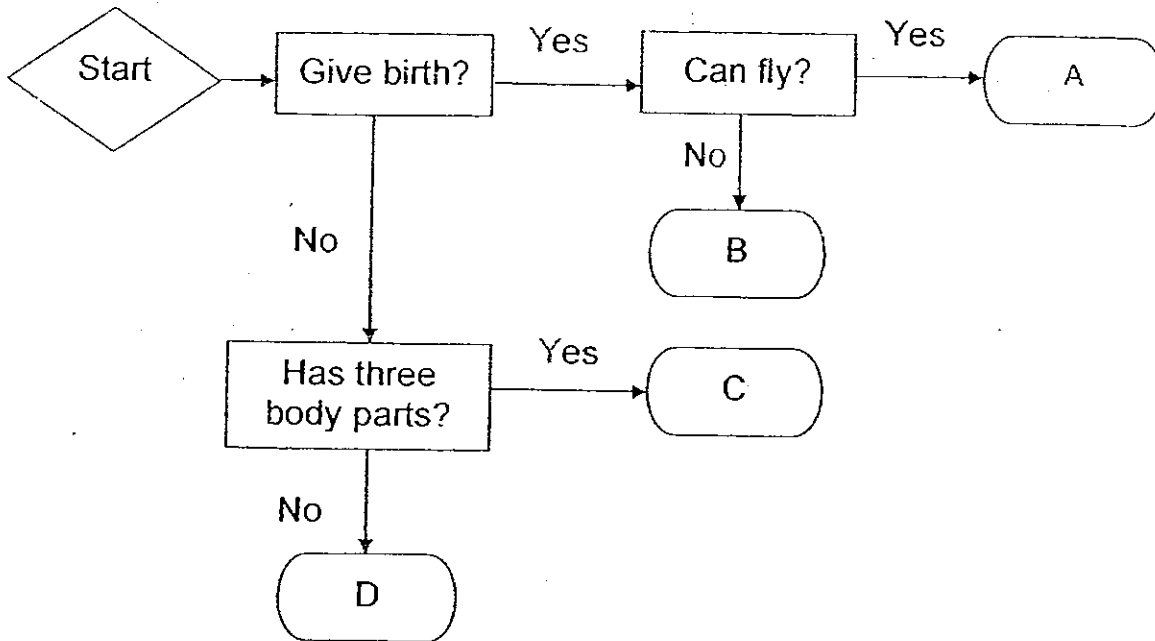 Start
Give birth?
Yes
Can fly?
Yes
A
No
B
No
Has three
body parts?
Yes
C
No
D